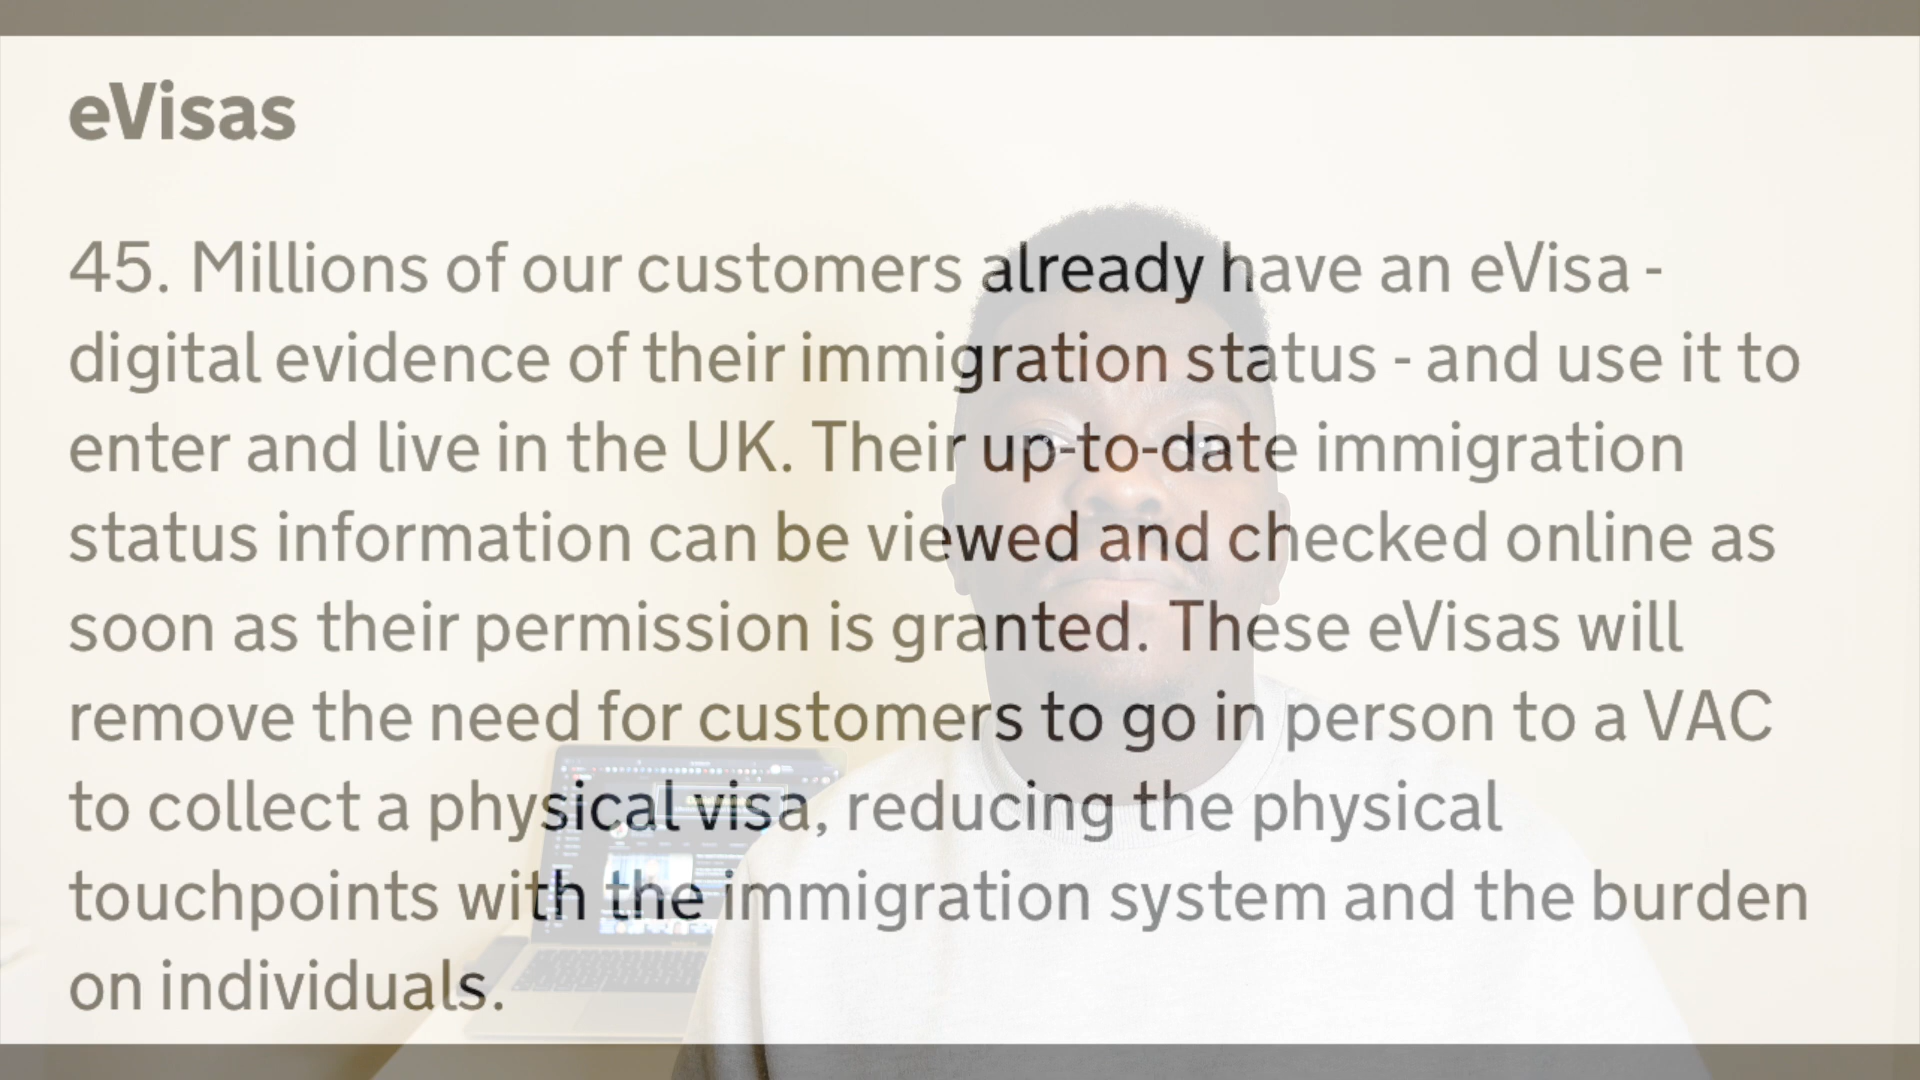 eVisas
45. Millions of our customers already have an eVisa -
digital evidence of their immigration status - and use it to
enter and live in the UK. Their up-to-date immigration
status information can be viewed and checked online as
soon as their permission is granted. These eVisas will
remove the need for customers to go in person to a VAC
to collect a physical visa, reducing the physical
touchpoints with the immigration system and the burden
on individuals.